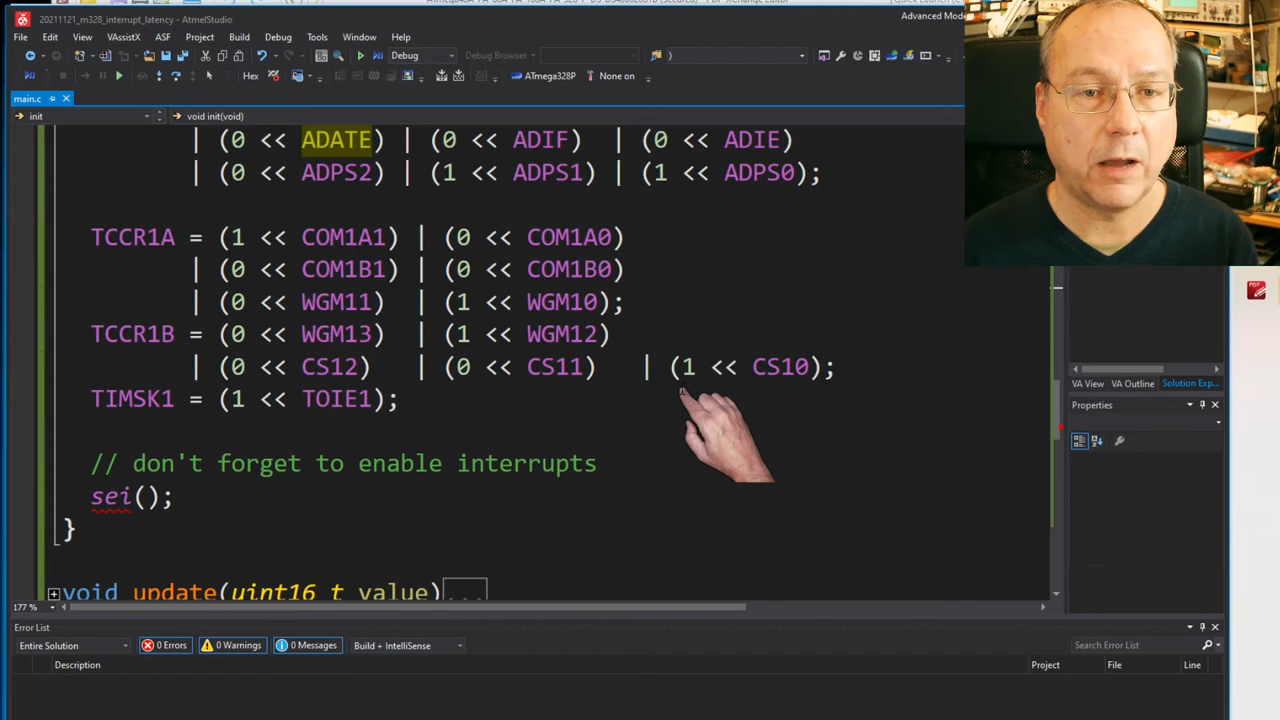 20211121_m328_interrupt_latency - AtmelStudio
Advanced Mode
File Edit View VAssistX ASF Project Build Debug Tools Window Help
Debug Debug Browser )
Hex ATmega328P None on
main.c
init void init(void)
| (0 << ADATE) | (0 << ADIF) | (0 << ADIE)
| (0 << ADPS2) | (1 << ADPS1) | (1 << ADPS0);
TCCR1A = (1 << COM1A1) | (0 << COM1A0)
| (0 << COM1B1) | (0 << COM1B0)
| (0 << WGM11) | (1 << WGM10);
TCCR1B = (0 << WGM13) | (1 << WGM12)
| (0 << CS12) | (0 << CS11) | (1 << CS10);
TIMSK1 = (1 << TOIE1);
// don't forget to enable interrupts
sei();
}
void update(uint16_t value)...
177 %
VA View VA Outline Solution Exp...
Properties
PDF
Error List
Entire Solution 0 Errors 0 Warnings 0 Messages Build + IntelliSense Search Error List
Description Project File Line